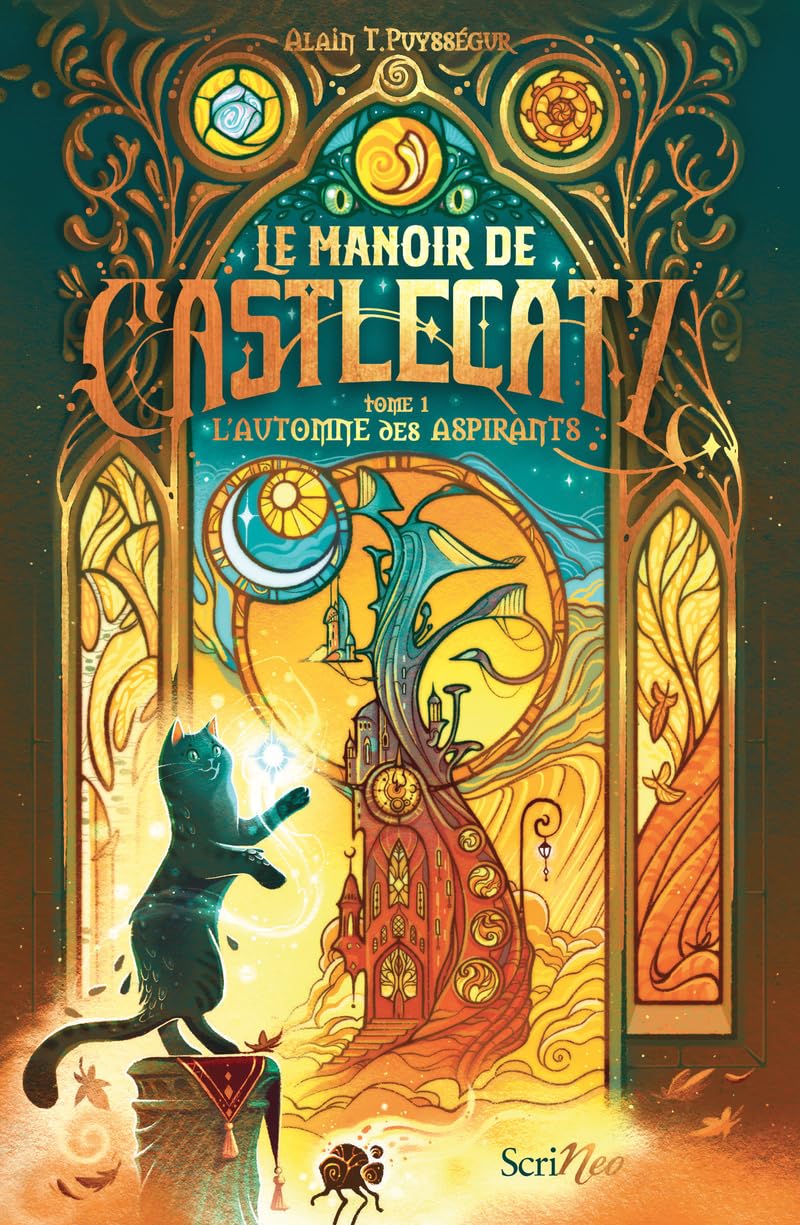 Alain T. Puysségur
Le Manoir de
Castlecatz
Tome 1
L'Automne des Aspirants
ScriNeo